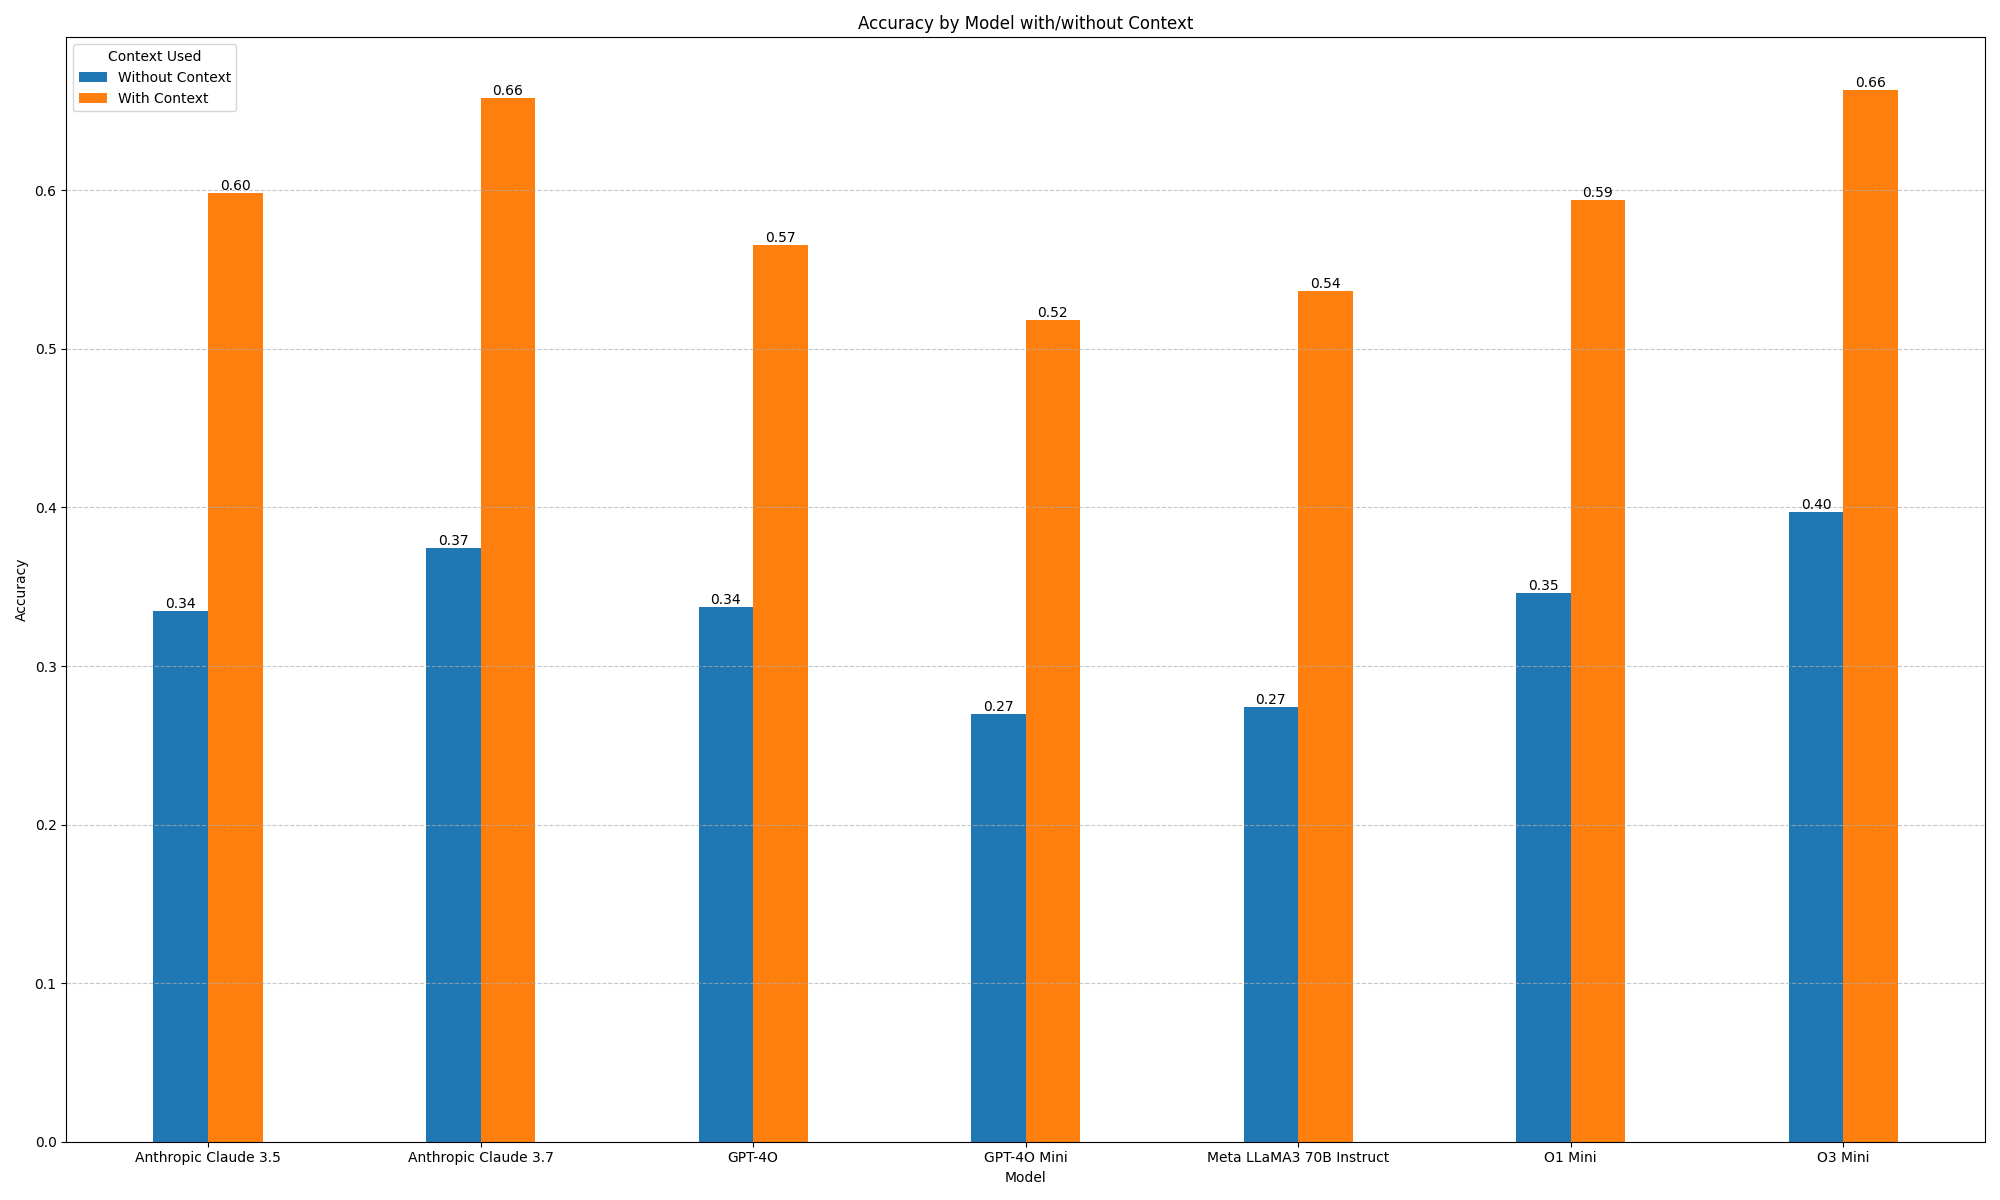 Accuracy by Model with/without Context
Context Used
Without Context
With Context
Accuracy
0.6
0.5
0.4
0.3
0.2
0.1
0.0
0.34
0.60
0.37
0.66
0.34
0.57
0.27
0.52
0.27
0.54
0.35
0.59
0.40
0.66
Anthropic Claude 3.5
Anthropic Claude 3.7
GPT-4O
GPT-4O Mini
Meta LLaMA3 70B Instruct
O1 Mini
O3 Mini
Model